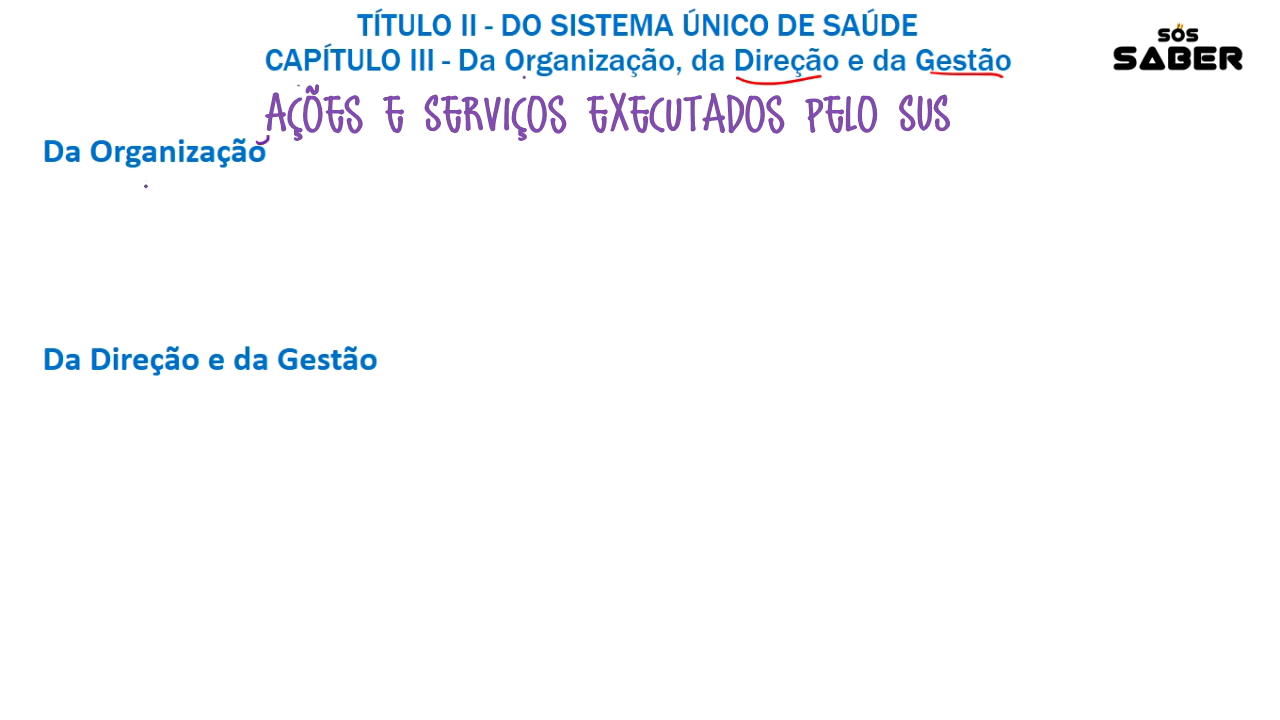 TÍTULO II - DO SISTEMA ÚNICO DE SAÚDE
CAPÍTULO III - Da Organização, da Direção e da Gestão
SÓS
SABER
AÇÕES E SERVIÇOS EXECUTADOS PELO SUS
Da Organização
Da Direção e da Gestão